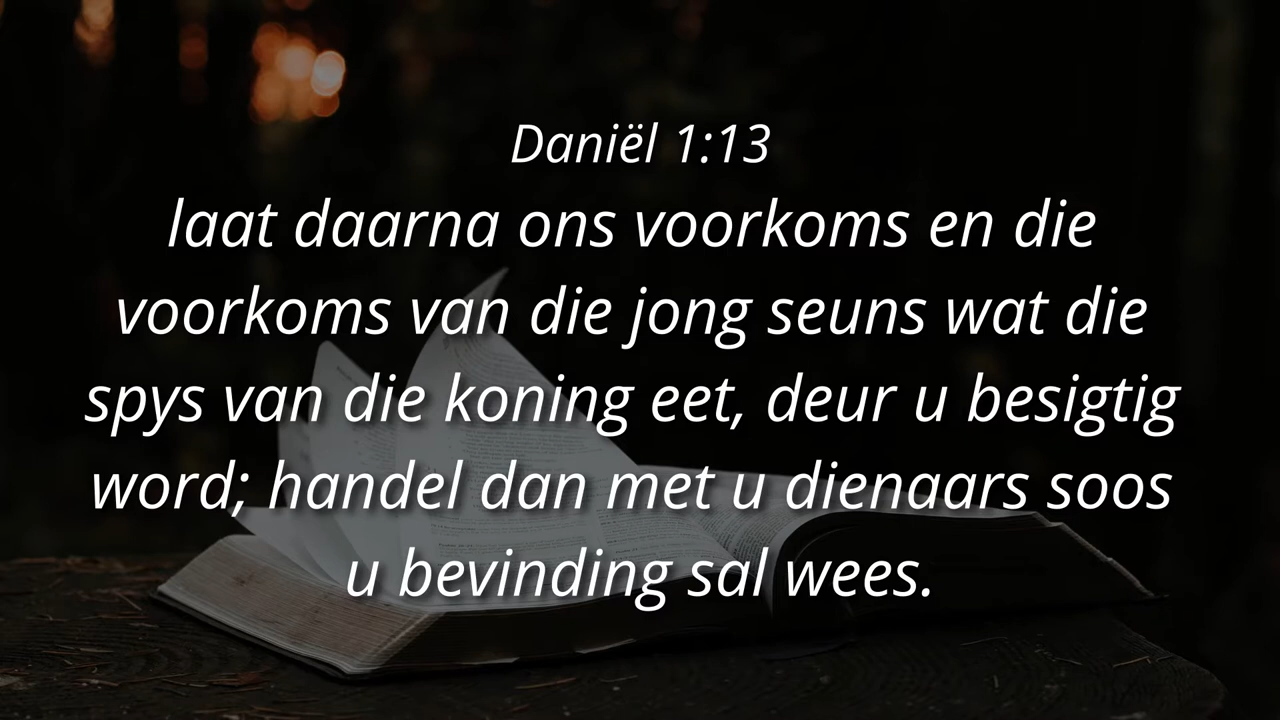 Daniël 1:13
laat daarna ons voorkoms en die
voorkoms van die jong seuns wat die
spys van die koning eet, deur u besigtig
word; handel dan met u dienaars soos
u bevinding sal wees.